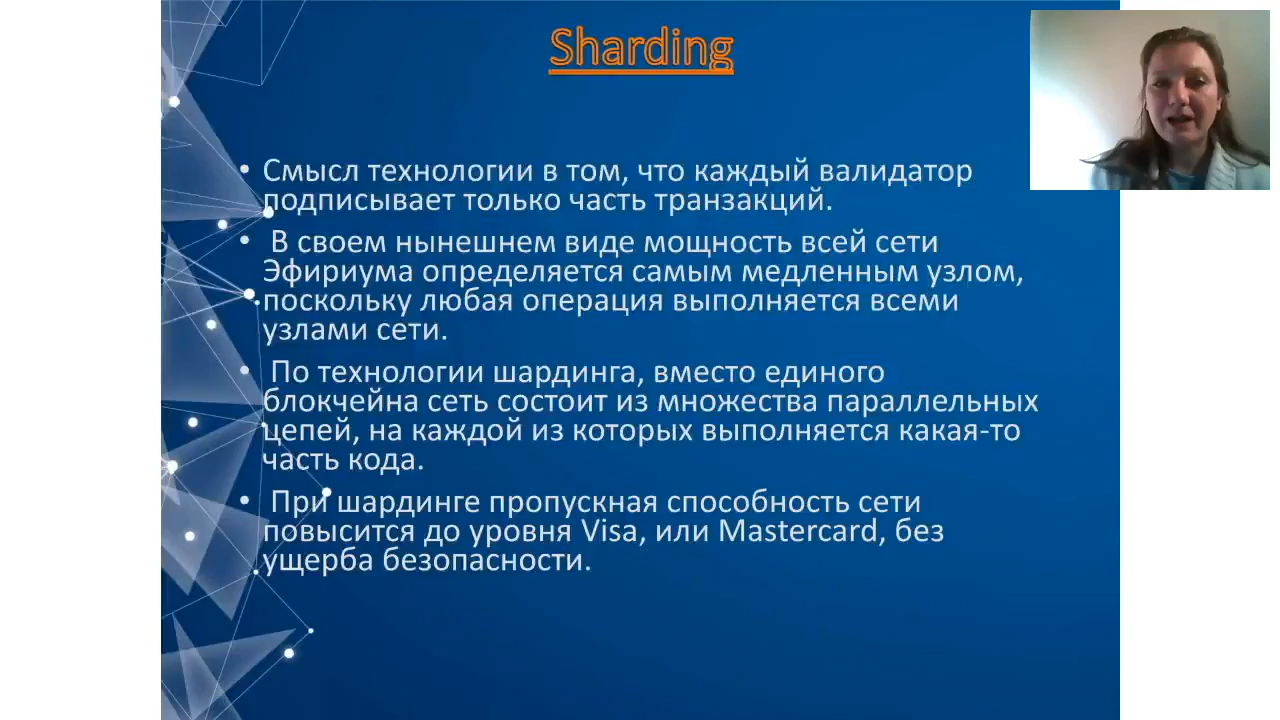 Sharding
• Смысл технологии в том, что каждый валидатор
подписывает только часть транзакций.
• В своем нынешнем виде мощность всей сети
Эфириума определяется самым медленным узлом,
поскольку любая операция выполняется всеми
узлами сети.
• По технологии шардинга, вместо единого
блокчейна сеть состоит из множества параллельных
цепей, на каждой из которых выполняется какая-то
часть кода.
• При шардинге пропускная способность сети
повысится до уровня Visa, или Mastercard, без
ущерба безопасности.